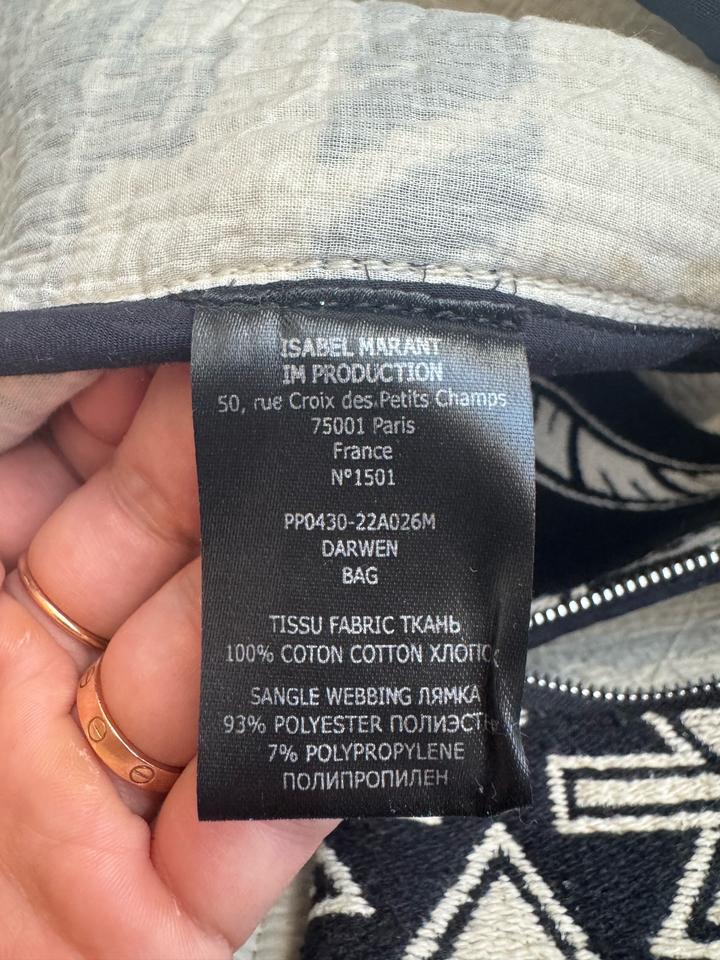 ISABEL MARANT
IM PRODUCTION
50, rue Croix des Petits Champs
75001 Paris
France
N°1501
PP0430-22A026M
DARWEN
BAG
TISSU FABRIC ТКАНЬ
100% COTON COTTON
SANGLE WEBBING ЛЯМКА
93% POLYESTER
7% POLYPROPYLENE
ПОЛИПРОПИЛЕН